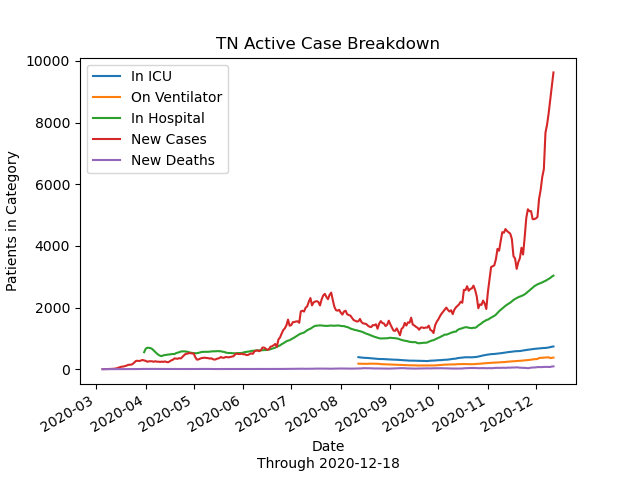 TN Active Case Breakdown
10000
8000
6000
4000
2000
0
Patients in Category
In ICU
On Ventilator
In Hospital
New Cases
New Deaths
2020-03
2020-04
2020-05
2020-06
2020-07
2020-08
2020-09
2020-10
2020-11
2020-12
Date
Through 2020-12-18